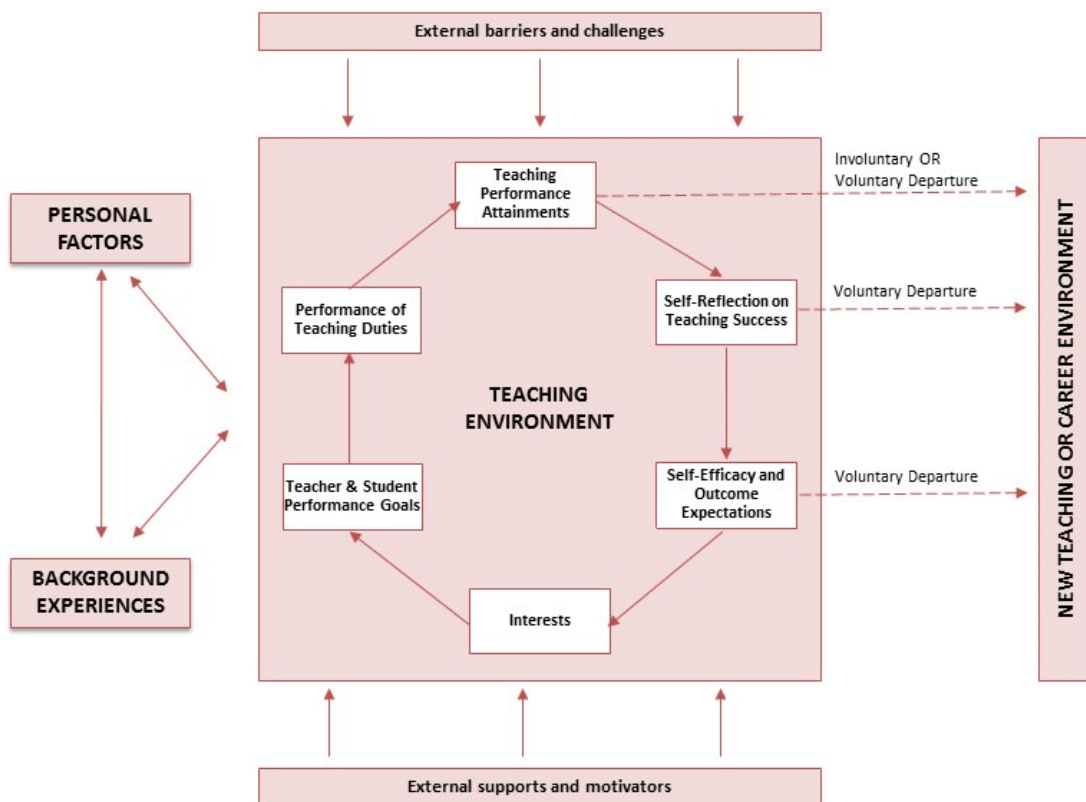 External barriers and challenges
Involuntary OR
Voluntary Departure
Teaching
Performance
Attainments
PERSONAL
FACTORS
Performance of
Teaching Duties
Self-Reflection on
Teaching Success
Voluntary Departure
TEACHING
ENVIRONMENT
Teacher & Student
Performance Goals
Self-Efficacy and
Outcome
Expectations
Voluntary Departure
BACKGROUND
EXPERIENCES
Interests
NEW TEACHING OR CAREER ENVIRONMENT
External supports and motivators